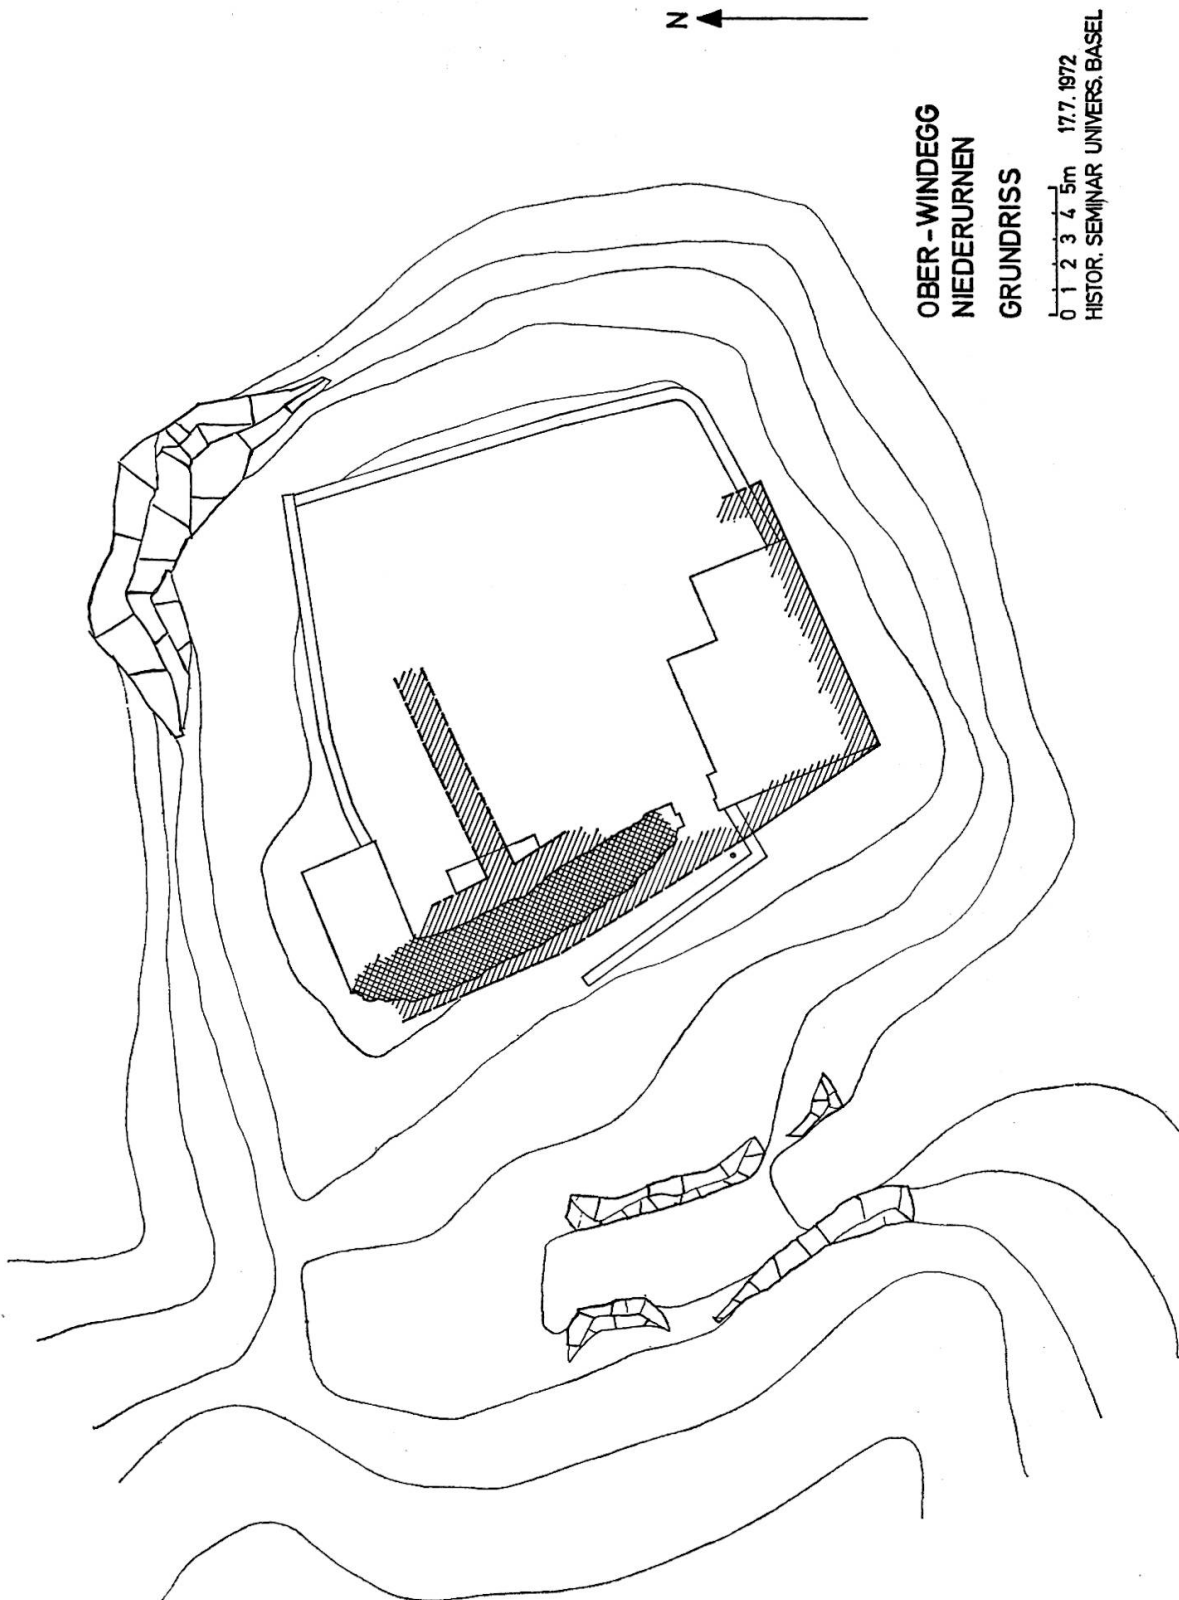 N
OBER-WINDEGG
NIEDERURNEN
GRUNDRISS
0 1 2 3 4 5m 17.7.1972
HISTOR. SEMINAR UNIVERS. BASEL